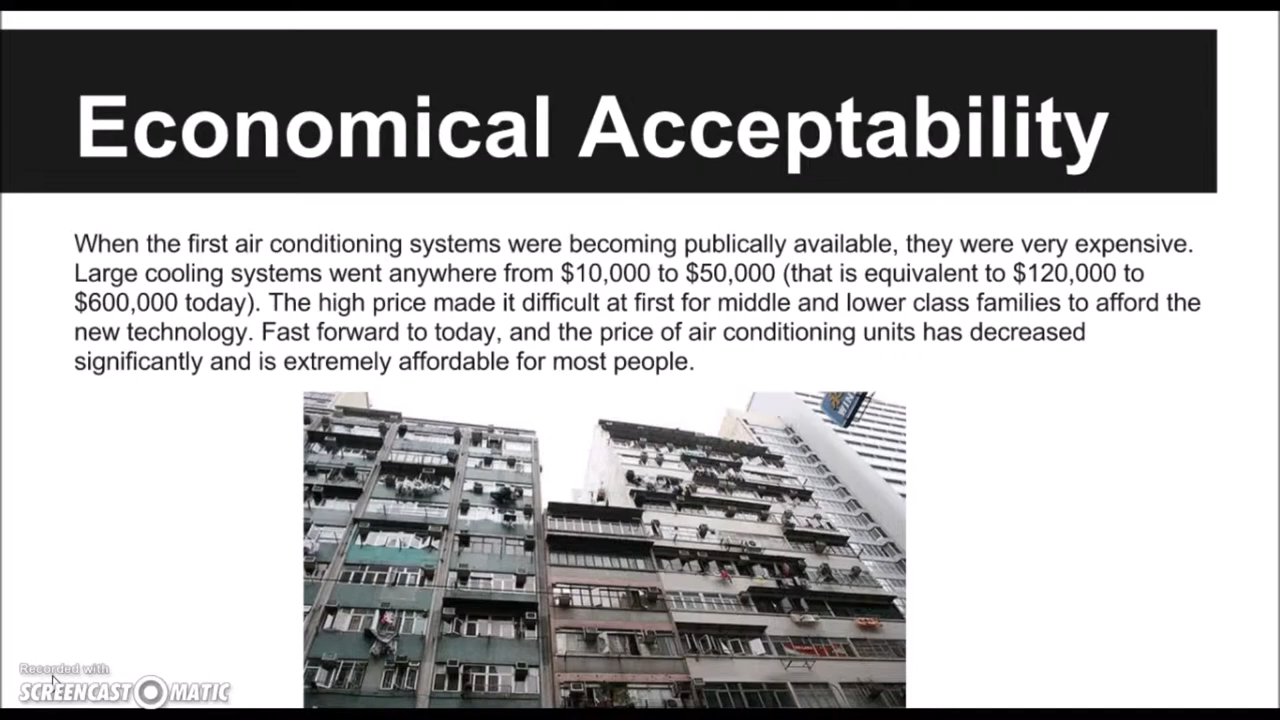 Economical Acceptability
When the first air conditioning systems were becoming publically available, they were very expensive.
Large cooling systems went anywhere from $10,000 to $50,000 (that is equivalent to $120,000 to
$600,000 today). The high price made it difficult at first for middle and lower class families to afford the
new technology. Fast forward to today, and the price of air conditioning units has decreased
significantly and is extremely affordable for most people.
Recorded with
SCREENCAST O MATIC